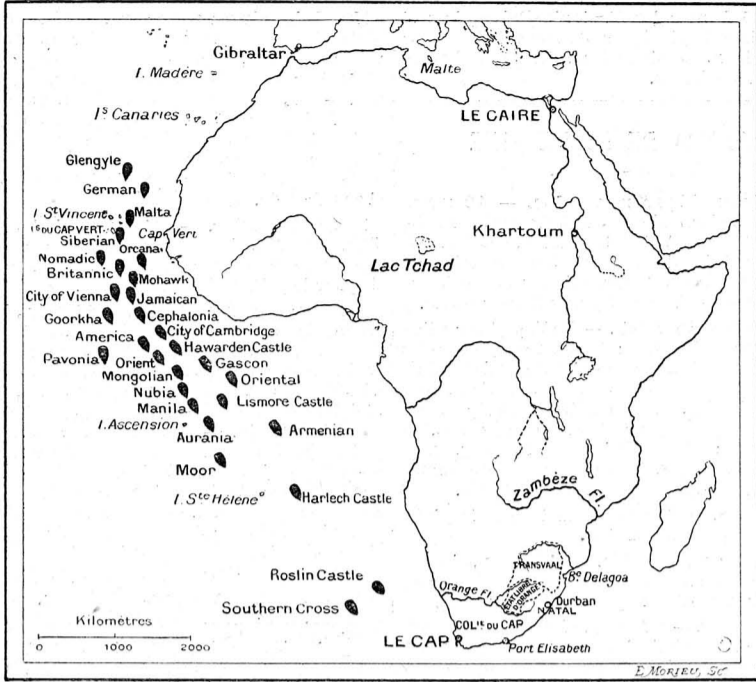 Gibraltar
I. Madère
Malte
Iˢ Canaries
LE CAIRE
Glengyle
German
I Sᵗ Vincent
Malta
Iˢ DU CAP VERT
Cap Vert
Siberian
Orcana
Khartoum
Nomadic
Lac Tchad
Britannic
Mohawk
City of Vienna
Jamaican
Goorkha
Cephalonia
City of Cambridge
America
Hawarden Castle
Pavonia
Orient
Gascon
Mongolian
Oriental
Nubia
Manila
Lismore Castle
I. Ascension
Aurania
Armenian
Moor
Zambèze Fl.
I. Sᵗᵉ Hélène
Harlech Castle
TRANSVAAL
Roslin Castle
Bᵉ Delagoa
Orange Fl.
ETAT LIBRE
D'ORANGE
Southern Cross
Durban
NATAL
Kilometres
COLᴵᴱ DU CAP
0 1000 2000
LE CAP
Port Elisabeth
E. MORIEU, Sc